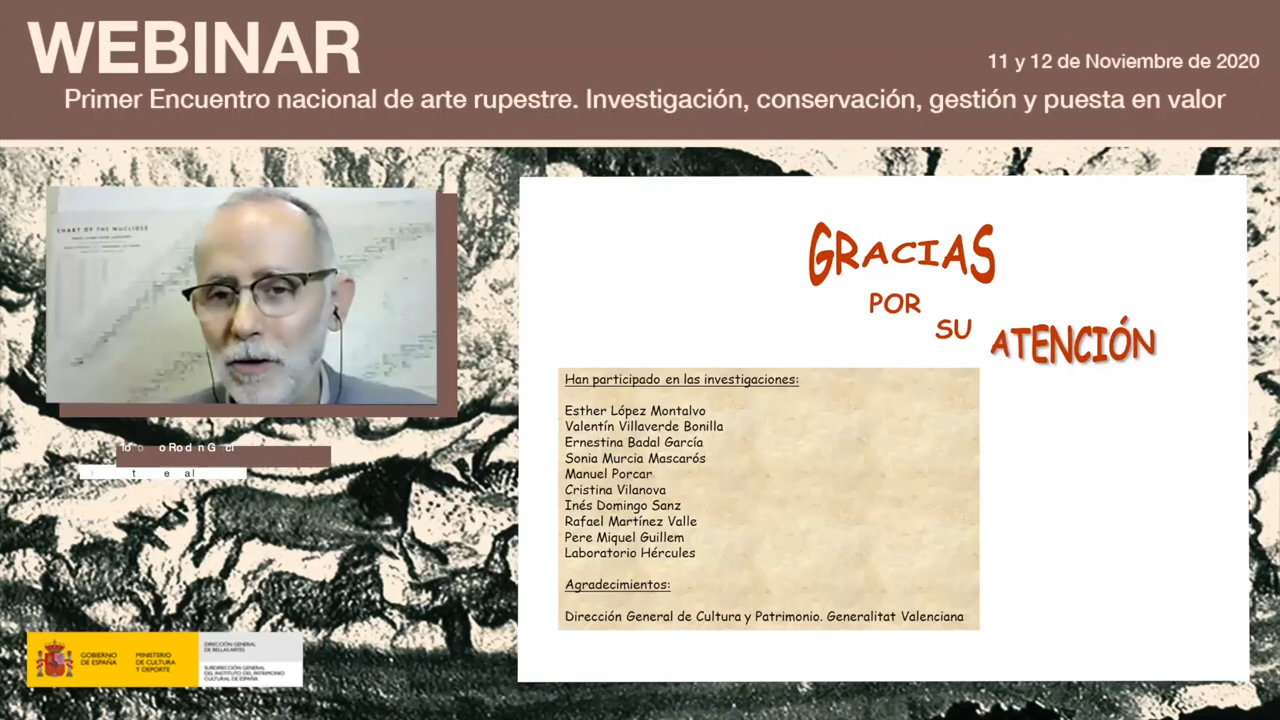 WEBINAR
11 y 12 de Noviembre de 2020
Primer Encuentro nacional de arte rupestre. Investigación, conservación, gestión y puesta en valor
CHART OF THE NUCLIDES
GRACIAS
POR
SU
ATENCIÓN
Han participado en las investigaciones:
Esther López Montalvo
Valentín Villaverde Bonilla
Ernestina Badal García
Sonia Murcia Mascarós
Manuel Porcar
Cristina Vilanova
Inés Domingo Sanz
Rafael Martínez Valle
Pere Miquel Guillem
Laboratorio Hércules
Agradecimientos:
Dirección General de Cultura y Patrimonio. Generalitat Valenciana
GOBIERNO
DE ESPAÑA
MINISTERIO
DE CULTURA
Y DEPORTE
DIRECCIÓN GENERAL
DE BELLAS ARTES
SUBDIRECCIÓN GENERAL
DEL INSTITUTO DEL PATRIMONIO
CULTURAL DE ESPAÑA